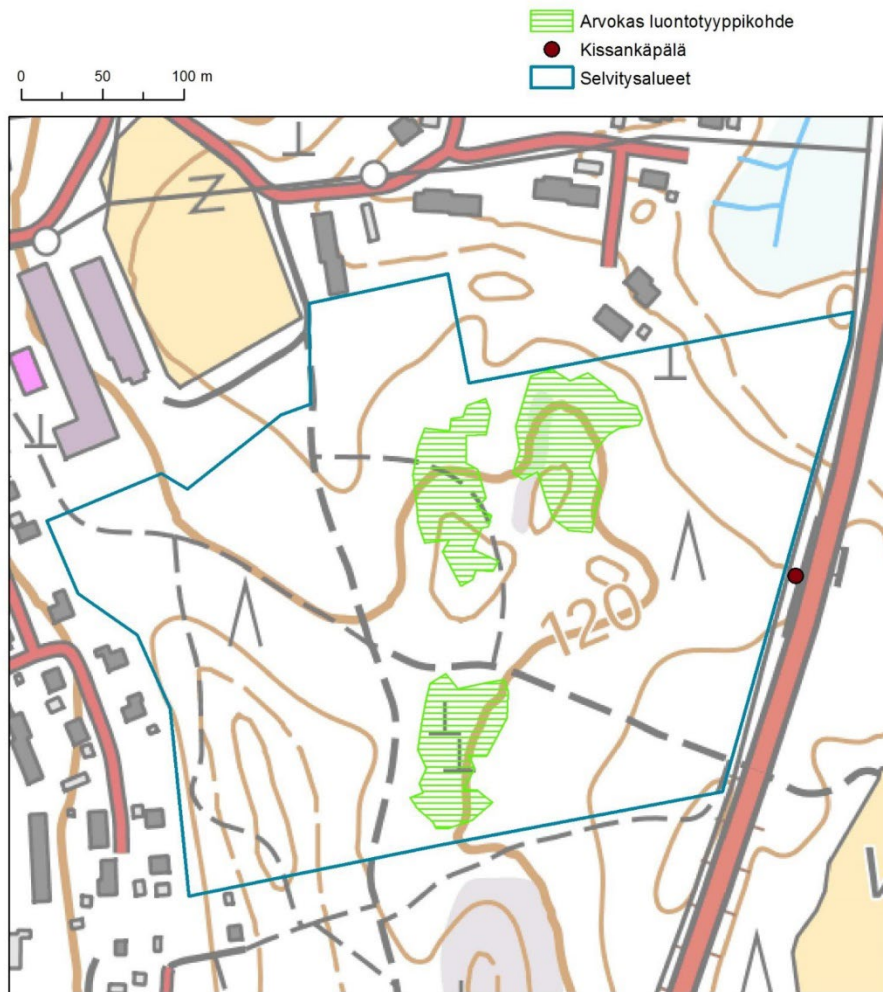 Arvokas luontotyyppikohde
Kissankäpälä
Selvitysalueet
0 50 100 m
120